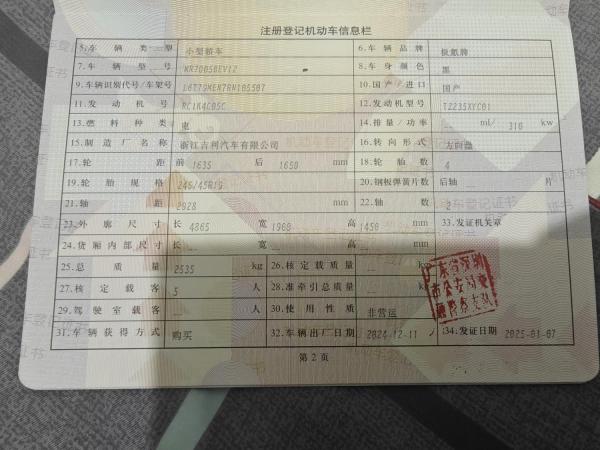 注册登记机动车信息栏
5.车辆类型 小型轿车 6.车辆品牌 极氪牌
7.车辆型号 8.车身颜色 黑
9.车辆识别代号/车架号 10.国产/进口 国产
11.发动机号 12.发动机型号 TZ235XYC01
13.燃料种类 电 14.排量/功率 -- ml/ 310 kw
15.制造厂名称 浙江吉利汽车有限公司 16.转向形式 方向盘
17.轮距 前 1635 后 1650 mm 18.轮胎数 4
19.轮胎规格 245/45R19 20.钢板弹簧片数 后轴 -- 片
21.轴距 2928 mm 22.轴数 2
23.外廓尺寸 长 4865 宽 1900 高 1450 mm 33.发证机关章
24.货厢内部尺寸 长 -- 宽 -- 高 -- mm
25.总质量 2535 kg 26.核定载质量 -- kg
27.核定载客 5 人 28.准牵引总质量 -- kg
29.驾驶室载客 -- 人 30.使用性质 非营运
31.车辆获得方式 购买 32.车辆出厂日期 2024-12-11 34.发证日期 2025-01-07
第2页